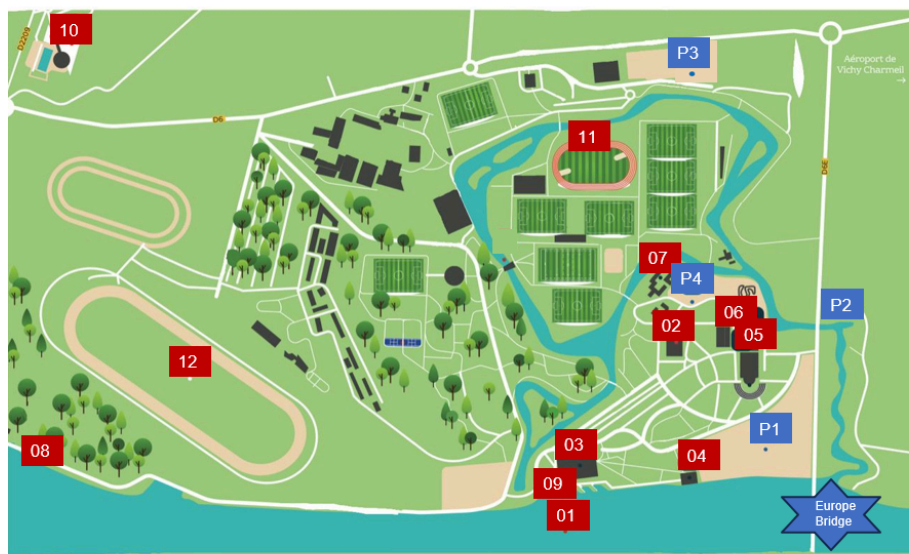 10
D2209
P3
Aéroport de
Vichy Charmeil
→
D6
11
D6E
07
P4
P2
06
02
05
12
P1
03
04
08
09
01
Europe
Bridge